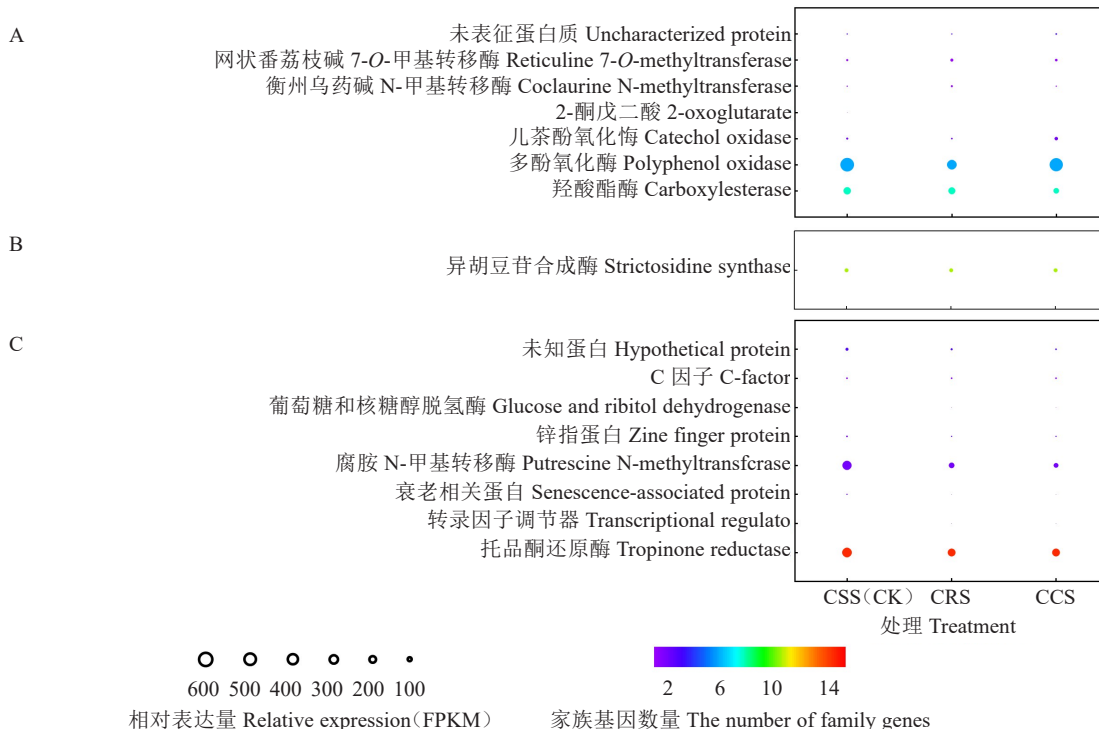 A
未表征蛋白质 Uncharacterized protein
网状番荔枝碱 7-O-甲基转移酶 Reticuline 7-O-methyltransferase
衡州乌药碱 N-甲基转移酶 Coclaurine N-methyltransferase
2-酮戊二酸 2-oxoglutarate
儿茶酚氧化悔 Catechol oxidase
多酚氧化酶 Polyphenol oxidase
羟酸酯酶 Carboxylesterase
B
异胡豆苷合成酶 Strictosidine synthase
C
未知蛋白 Hypothetical protein
C 因子 C-factor
葡萄糖和核糖醇脱氢酶 Glucose and ribitol dehydrogenase
锌指蛋白 Zine finger protein
腐胺 N-甲基转移酶 Putrescine N-methyltransfcrase
衰老相关蛋自 Senescence-associated protein
转录因子调节器 Transcriptional regulato
托品酮还原酶 Tropinone reductase
CSS(CK) CRS CCS
处理 Treatment
600 500 400 300 200 100
相对表达量 Relative expression(FPKM)
2 6 10 14
家族基因数量 The number of family genes